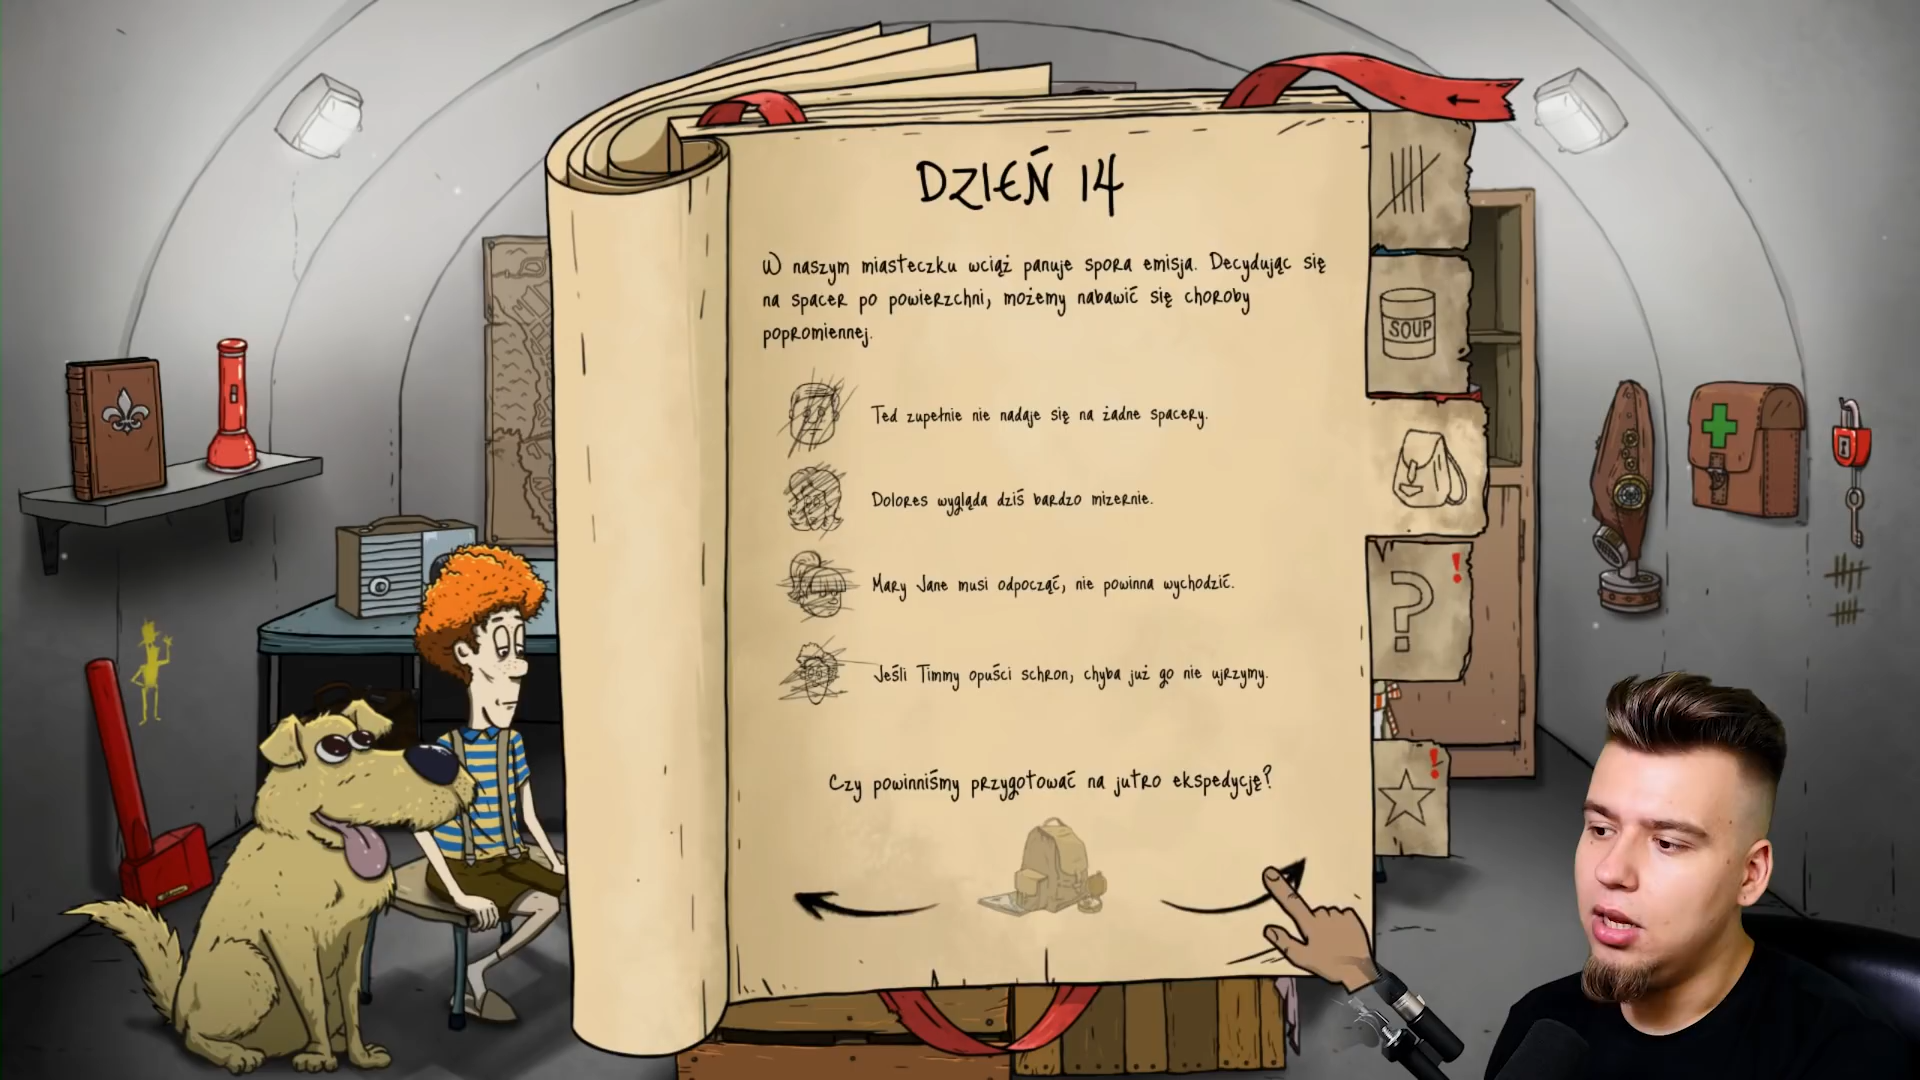 DZIEŃ 14
W naszym miasteczku wciąż panuje spora emisja. Decydując się
na spacer po powierzchni, możemy nabawić się choroby
popromiennej.
Ted zupełnie nie nadaje się na żadne spacery.
Dolores wygląda dziś bardzo mizernie.
Mary Jane musi odpocząć, nie powinna wychodzić.
Jeśli Timmy opuści schron, chyba już go nie ujrzymy.
Czy powinniśmy przygotować na jutro ekspedycję?
SOUP
?
!
!